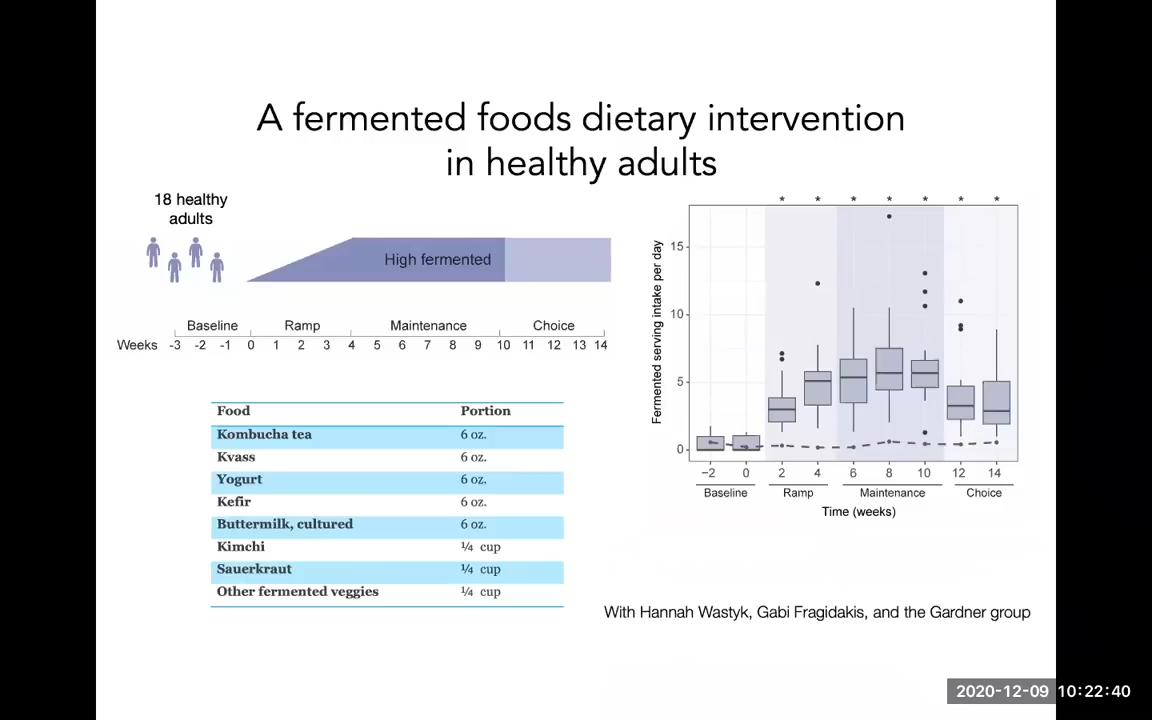 A fermented foods dietary intervention
in healthy adults
18 healthy
adults
High fermented
Baseline Ramp Maintenance Choice
Weeks -3 -2 -1 0 1 2 3 4 5 6 7 8 9 10 11 12 13 14
Food Portion
Kombucha tea 6 oz.
Kvass 6 oz.
Yogurt 6 oz.
Kefir 6 oz.
Buttermilk, cultured 6 oz.
Kimchi ¼ cup
Sauerkraut ¼ cup
Other fermented veggies ¼ cup
* * * * * * *
Fermented serving intake per day
15
10
5
0
−2 0 2 4 6 8 10 12 14
Baseline Ramp Maintenance Choice
Time (weeks)
With Hannah Wastyk, Gabi Fragidakis, and the Gardner group
2020-12-09 10:22:40